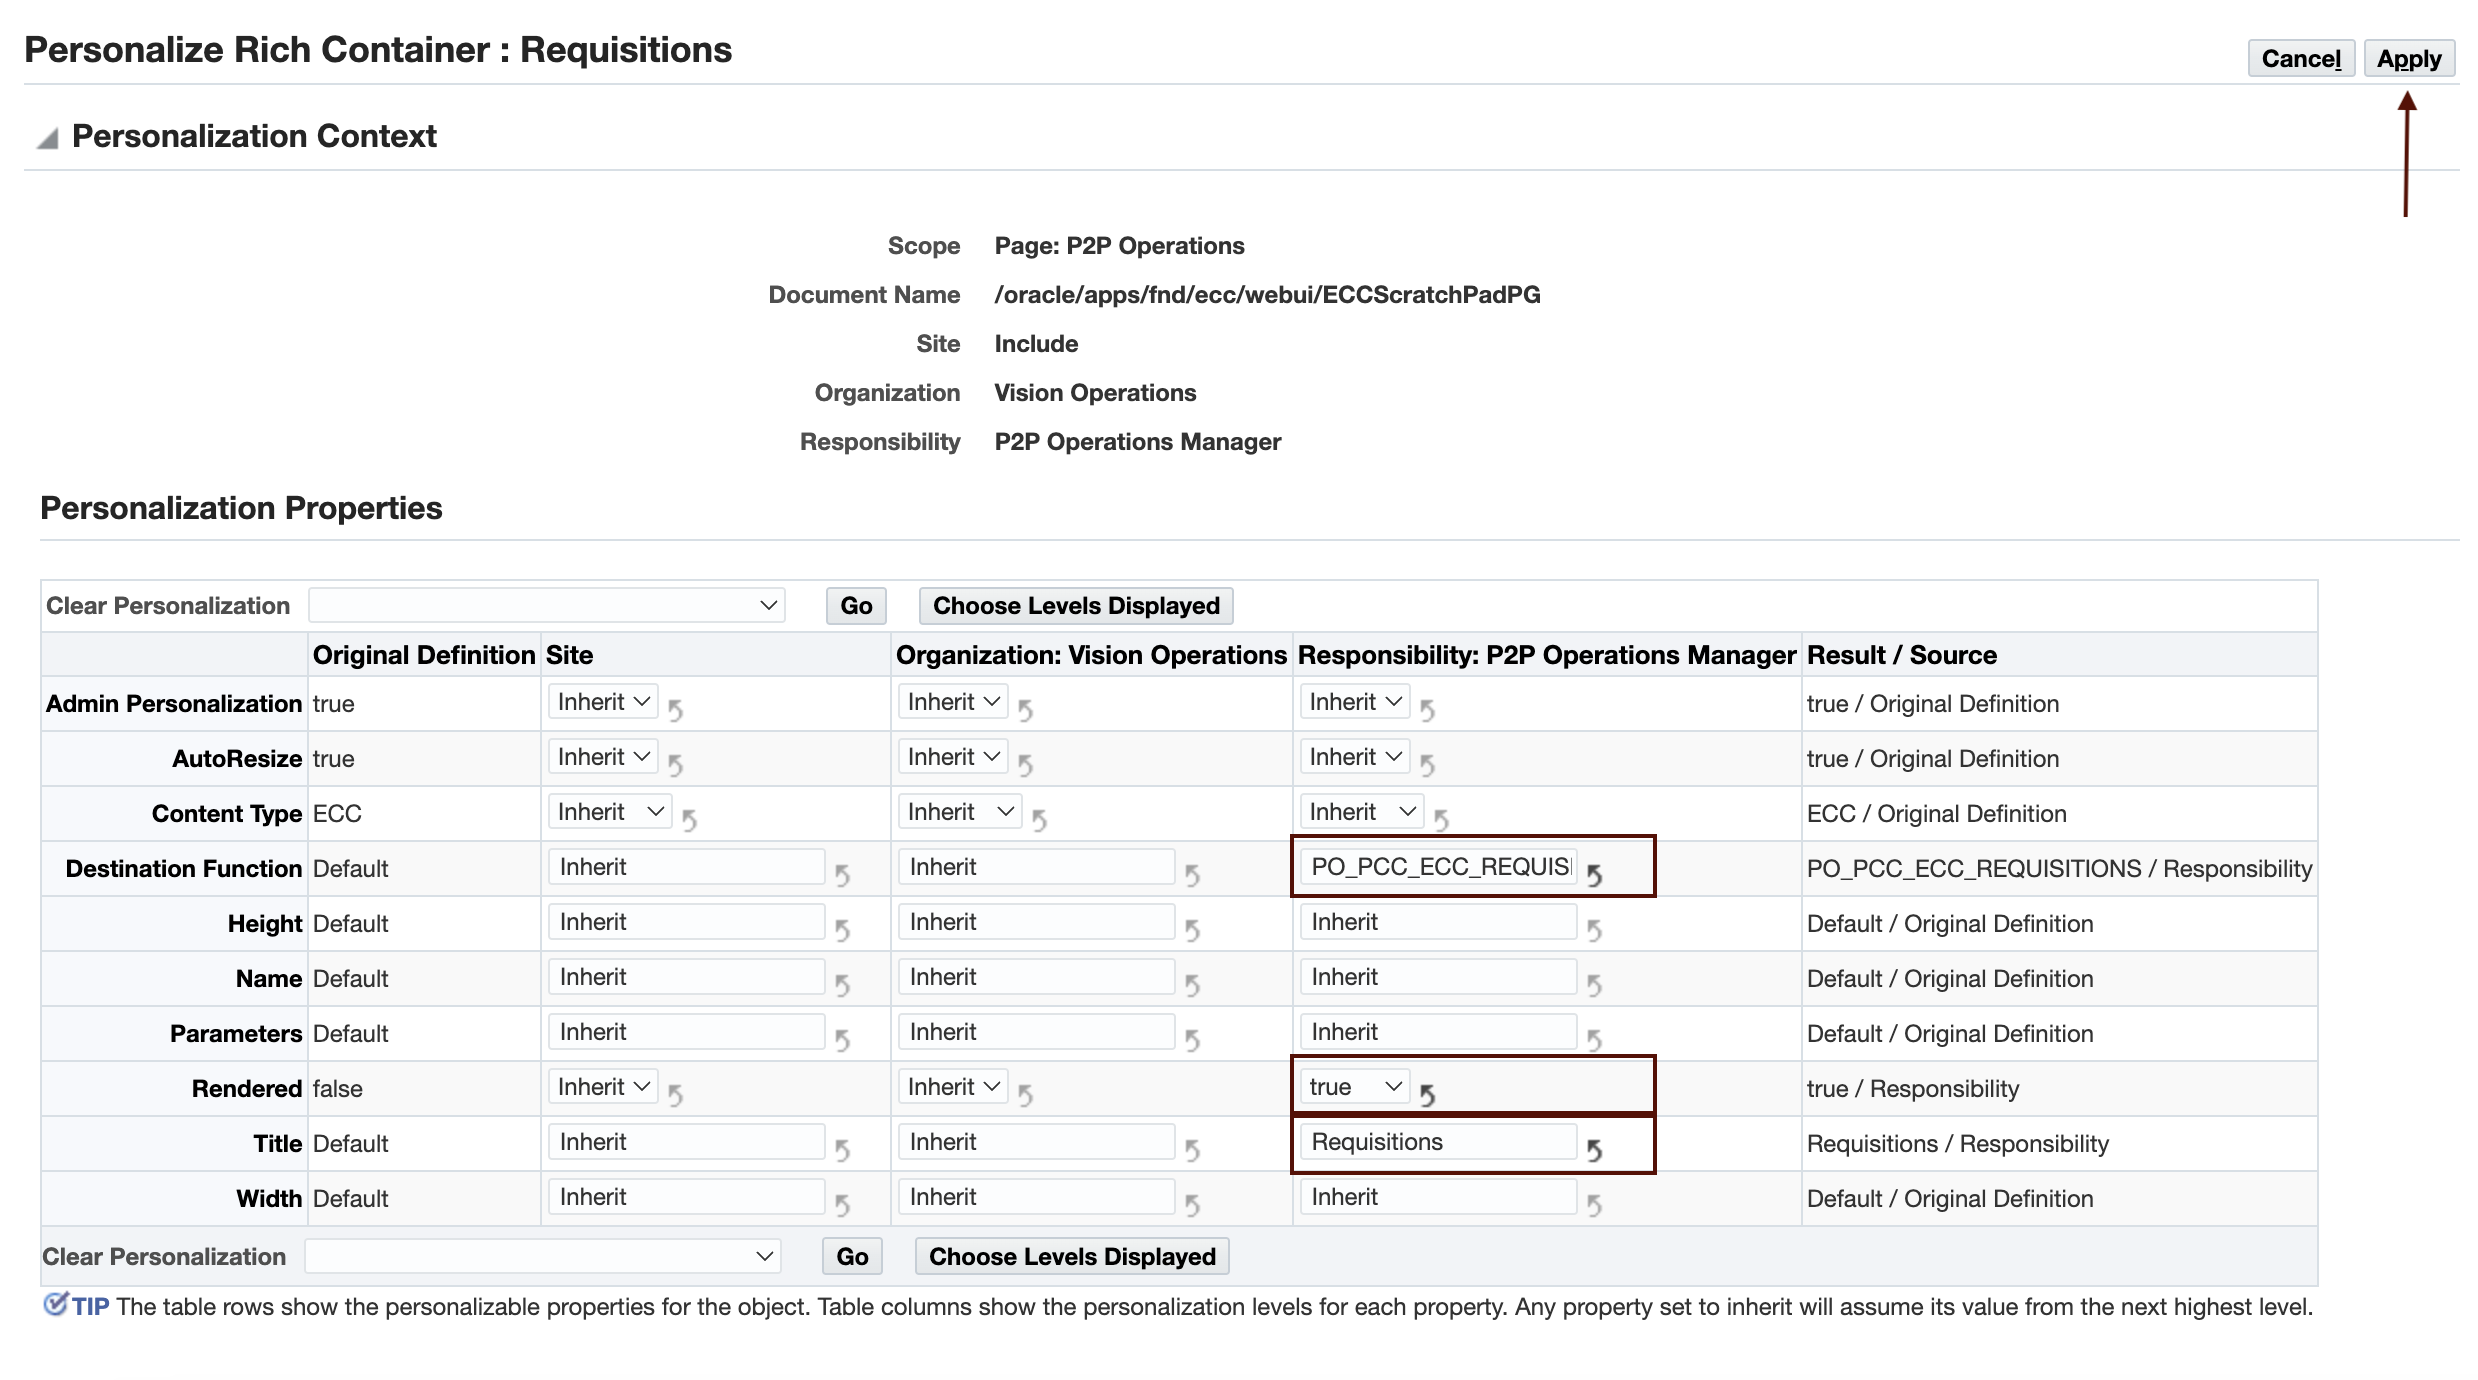 Personalize Rich Container : Requisitions
Cancel Apply
Personalization Context
Scope Page: P2P Operations
Document Name /oracle/apps/fnd/ecc/webui/ECCScratchPadPG
Site Include
Organization Vision Operations
Responsibility P2P Operations Manager
Personalization Properties
Clear Personalization Go Choose Levels Displayed
Original Definition Site Organization: Vision Operations Responsibility: P2P Operations Manager Result / Source
Admin Personalization true Inherit Inherit Inherit true / Original Definition
AutoResize true Inherit Inherit Inherit true / Original Definition
Content Type ECC Inherit Inherit Inherit ECC / Original Definition
Destination Function Default Inherit Inherit PO_PCC_ECC_REQUISI PO_PCC_ECC_REQUISITIONS / Responsibility
Height Default Inherit Inherit Inherit Default / Original Definition
Name Default Inherit Inherit Inherit Default / Original Definition
Parameters Default Inherit Inherit Inherit Default / Original Definition
Rendered false Inherit Inherit true true / Responsibility
Title Default Inherit Inherit Requisitions Requisitions / Responsibility
Width Default Inherit Inherit Inherit Default / Original Definition
Clear Personalization Go Choose Levels Displayed
TIP The table rows show the personalizable properties for the object. Table columns show the personalization levels for each property. Any property set to inherit will assume its value from the next highest level.